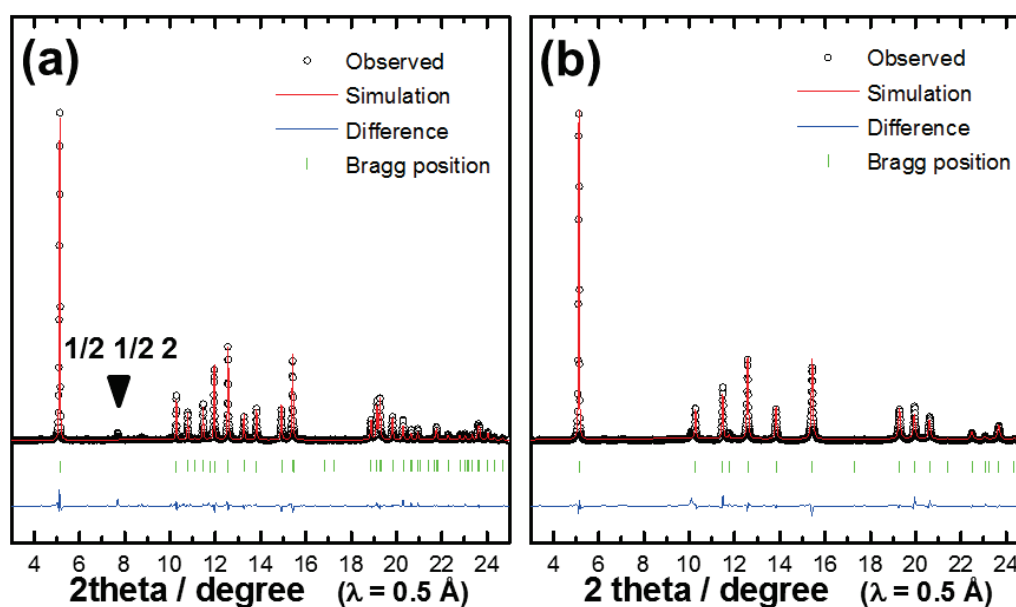 (a)
Observed
Simulation
Difference
Bragg position
1/2 1/2 2
4 6 8 10 12 14 16 18 20 22 24
2theta / degree (λ = 0.5 Å)
(b)
Observed
Simulation
Difference
Bragg position
4 6 8 10 12 14 16 18 20 22 24
2 theta / degree (λ = 0.5 Å)